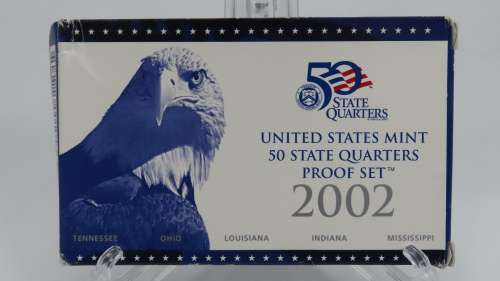 50
STATE
QUARTERS
UNITED STATES MINT
50 STATE QUARTERS
PROOF SET™
2002
TENNESSEE OHIO LOUISIANA INDIANA MISSISSIPPI